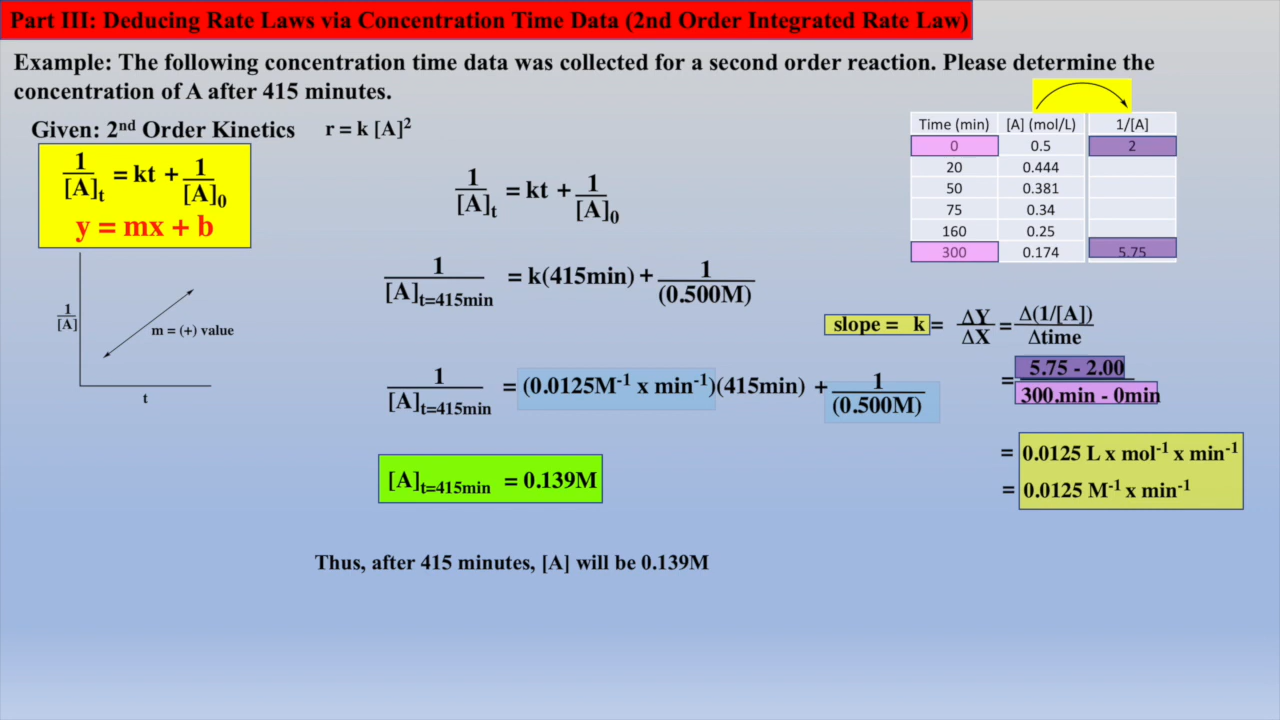 Part III: Deducing Rate Laws via Concentration Time Data (2nd Order Integrated Rate Law)
Example: The following concentration time data was collected for a second order reaction. Please determine the
concentration of A after 415 minutes.
Given: 2nd Order Kinetics r = k [A]2
1/[A]t = kt + 1/[A]0
y = mx + b
1/[A]
m = (+) value
t
1/[A]t = kt + 1/[A]0
1/[A]t=415min = k(415min) + 1/(0.500M)
1/[A]t=415min = (0.0125M-1 x min-1)(415min) + 1/(0.500M)
[A]t=415min = 0.139M
Thus, after 415 minutes, [A] will be 0.139M
Time (min) [A] (mol/L) 1/[A]
0 0.5 2
20 0.444
50 0.381
75 0.34
160 0.25
300 0.174 5.75
slope = k = ΔY/ΔX = Δ(1/[A])/Δtime
= 5.75 - 2.00
300.min - 0min
= 0.0125 L x mol-1 x min-1
= 0.0125 M-1 x min-1